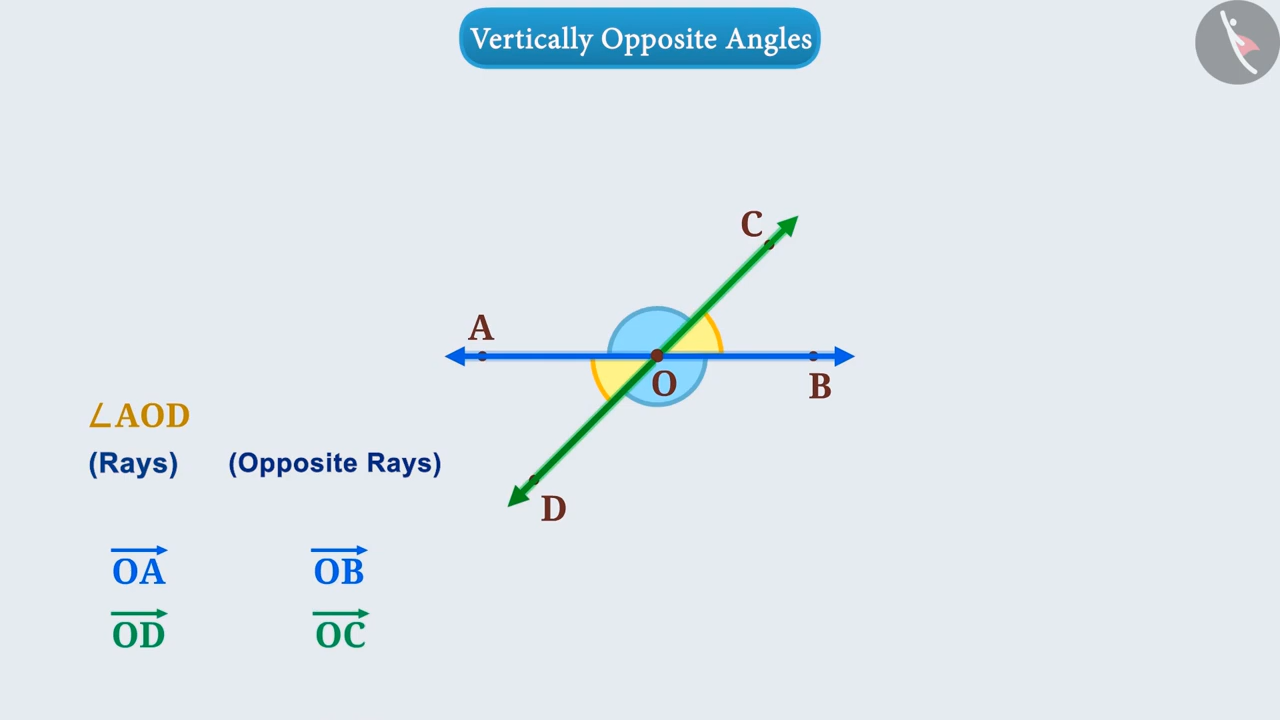 Vertically Opposite Angles
C
A
O
B
∠AOD
(Rays) (Opposite Rays)
D
OA OB
OD OC